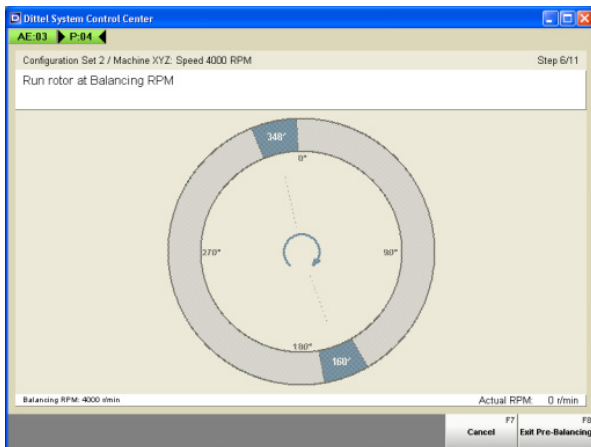 Dittel System Control Center
AE:03 P:04
Configuration Set 2 / Machine XYZ: Speed 4000 RPM Step 6/11
Run rotor at Balancing RPM
348°
0°
270° 90°
180°
160°
Balancing RPM: 4000 r/min Actual RPM: 0 r/min
F7 F8
Cancel Exit Pre-Balancing